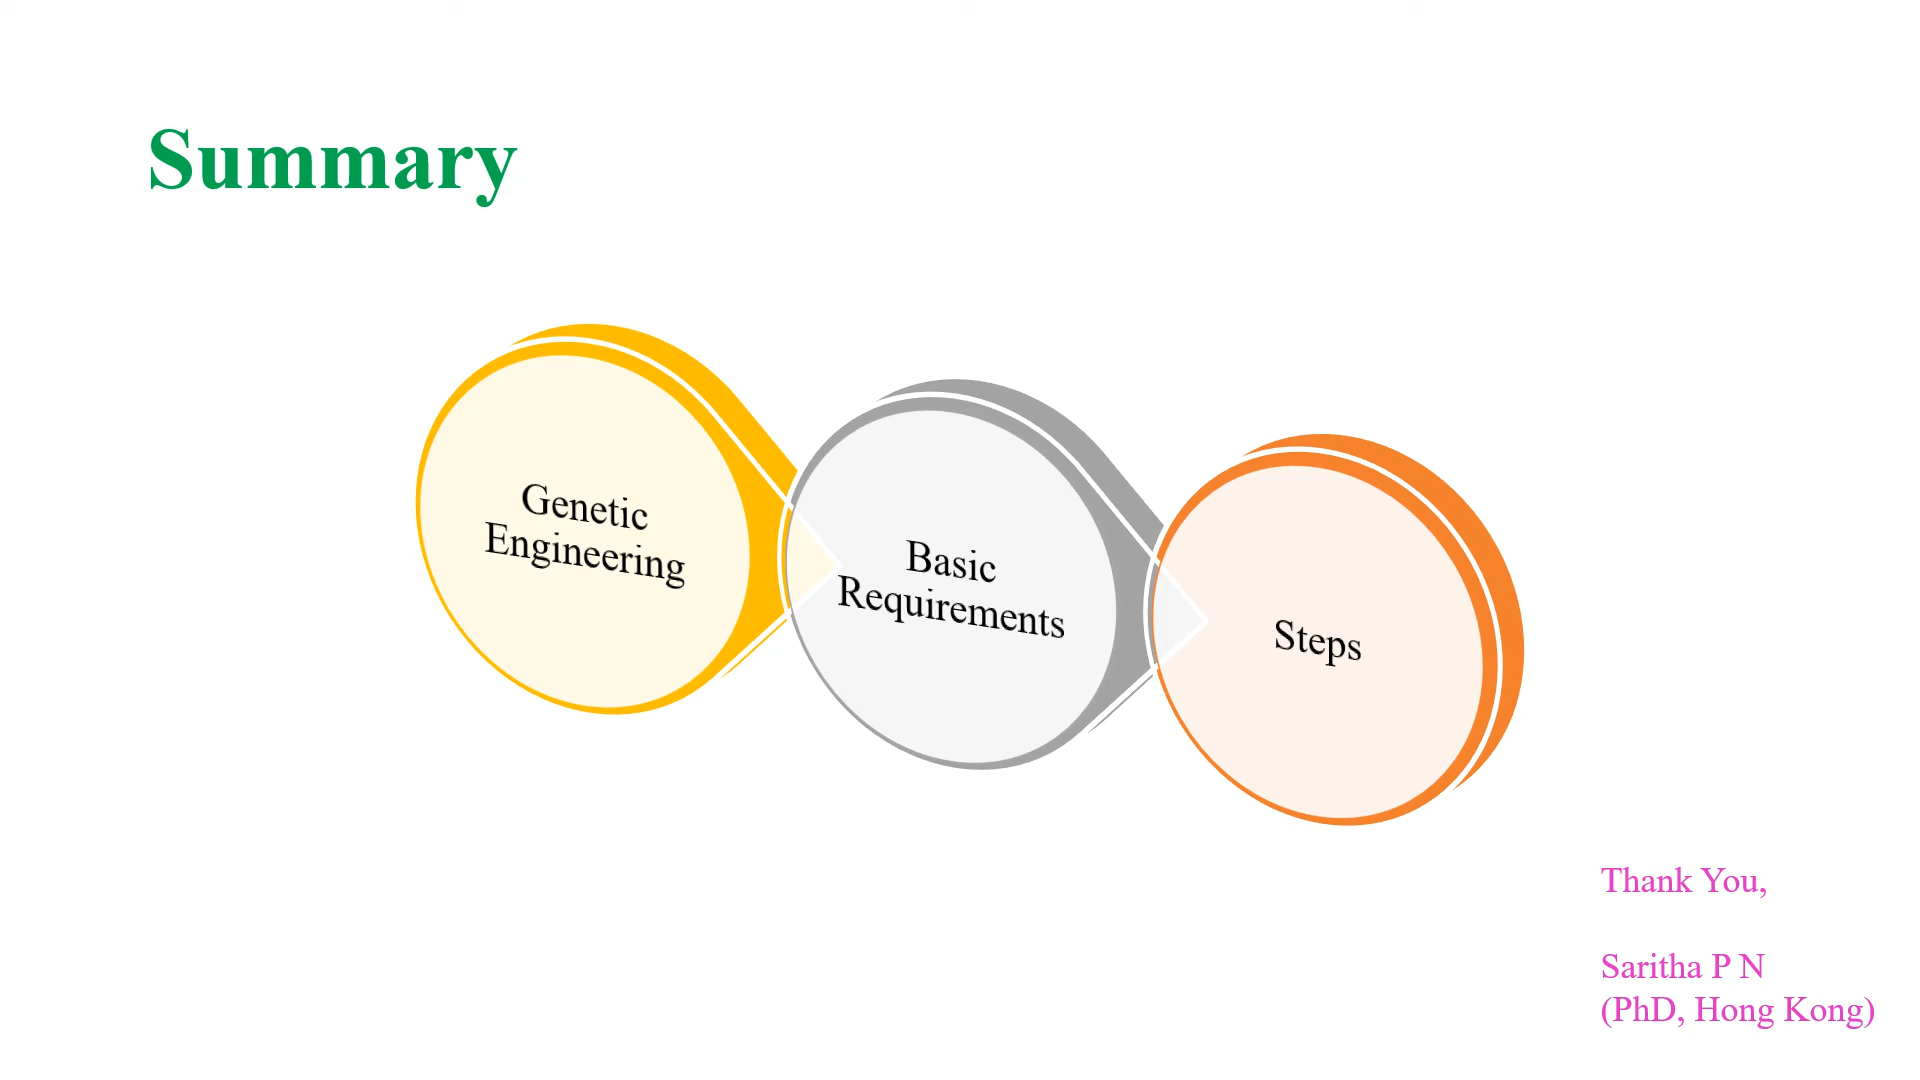 Summary
Genetic
Engineering
Basic
Requirements
Steps
Thank You,
Saritha P N
(PhD, Hong Kong)